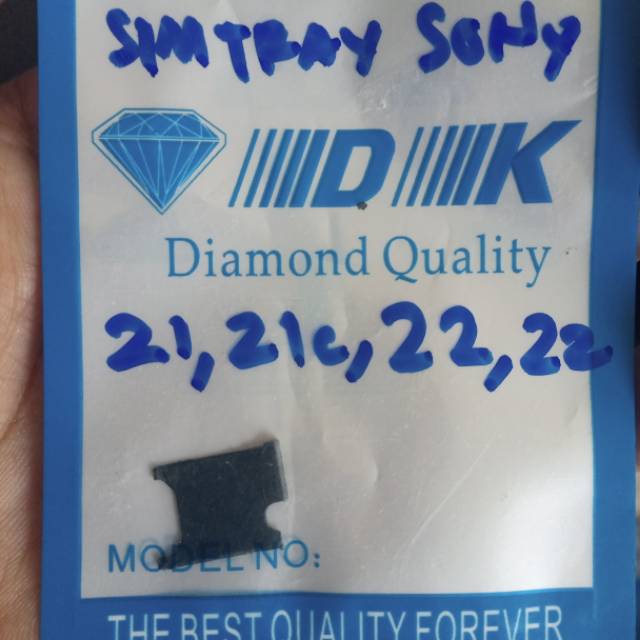 SIMTRAY SONY
DK
Diamond Quality
21,21c,22,22
MODEL NO:
THE BEST QUALITY FOREVER